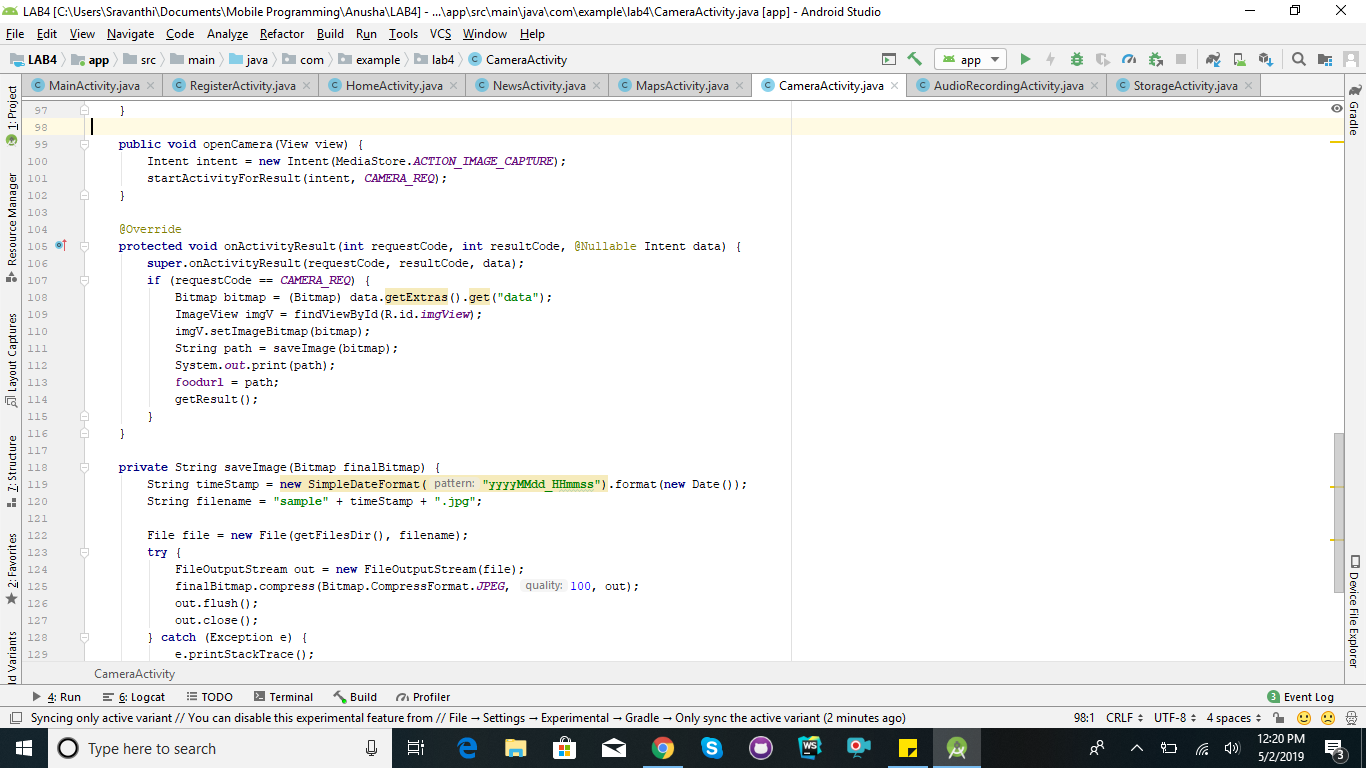 LAB4 [C:\Users\Sravanthi\Documents\Mobile Programming\Anusha\LAB4] - ...\app\src\main\java\com\example\lab4\CameraActivity.java [app] - Android Studio
File Edit View Navigate Code Analyze Refactor Build Run Tools VCS Window Help
LAB4 app src main java com example lab4 CameraActivity app
MainActivity.java RegisterActivity.java HomeActivity.java NewsActivity.java MapsActivity.java CameraActivity.java AudioRecordingActivity.java StorageActivity.java
1: Project
Resource Manager
Layout Captures
7: Structure
2: Favorites
ld Variants
97 }
98
99 public void openCamera(View view) {
100 Intent intent = new Intent(MediaStore.ACTION_IMAGE_CAPTURE);
101 startActivityForResult(intent, CAMERA_REQ);
102 }
103
104 @Override
105 protected void onActivityResult(int requestCode, int resultCode, @Nullable Intent data) {
106 super.onActivityResult(requestCode, resultCode, data);
107 if (requestCode == CAMERA_REQ) {
108 Bitmap bitmap = (Bitmap) data.getExtras().get("data");
109 ImageView imgV = findViewById(R.id.imgView);
110 imgV.setImageBitmap(bitmap);
111 String path = saveImage(bitmap);
112 System.out.print(path);
113 foodurl = path;
114 getResult();
115 }
116 }
117
118 private String saveImage(Bitmap finalBitmap) {
119 String timeStamp = new SimpleDateFormat( pattern: "yyyyMMdd_HHmmss").format(new Date());
120 String filename = "sample" + timeStamp + ".jpg";
121
122 File file = new File(getFilesDir(), filename);
123 try {
124 FileOutputStream out = new FileOutputStream(file);
125 finalBitmap.compress(Bitmap.CompressFormat.JPEG, quality: 100, out);
126 out.flush();
127 out.close();
128 } catch (Exception e) {
129 e.printStackTrace();
Gradle
Device File Explorer
CameraActivity
4: Run 6: Logcat TODO Terminal Build Profiler 3 Event Log
Syncing only active variant // You can disable this experimental feature from // File → Settings → Experimental → Gradle → Only sync the active variant (2 minutes ago) 98:1 CRLF UTF-8 4 spaces
Type here to search
WS
12:20 PM
5/2/2019
3